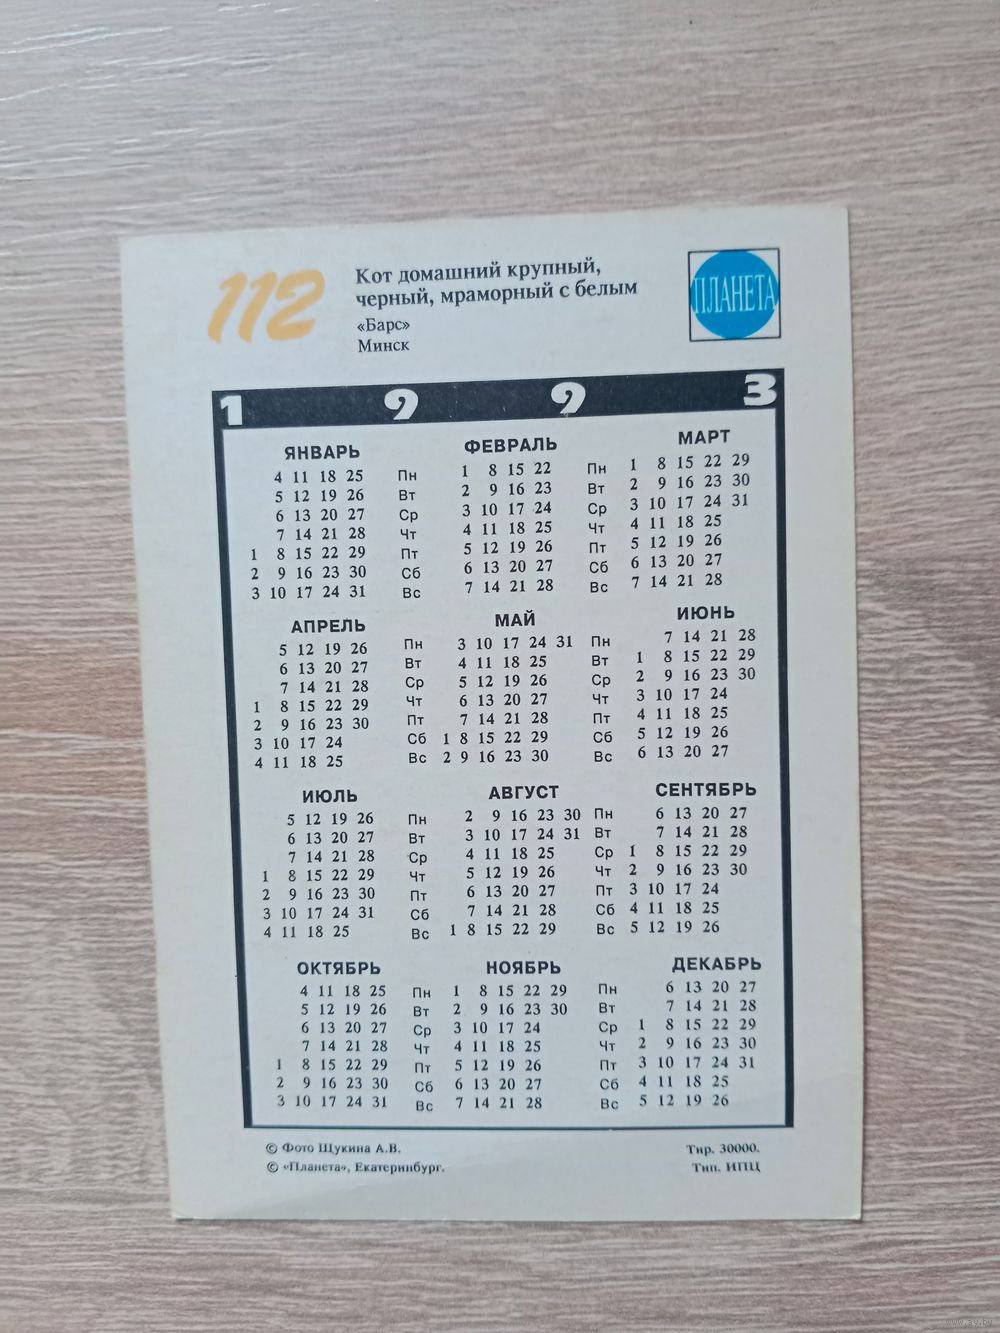 112
Кот домашний крупный,
черный, мраморный с белым
«Барс»
Минск
ПЛАНЕТА
1 9 9 3
ЯНВАРЬ ФЕВРАЛЬ МАРТ
4 11 18 25 Пн 1 8 15 22 Пн 1 8 15 22 29
5 12 19 26 Вт 2 9 16 23 Вт 2 9 16 23 30
6 13 20 27 Ср 3 10 17 24 Ср 3 10 17 24 31
7 14 21 28 Чт 4 11 18 25 Чт 4 11 18 25
1 8 15 22 29 Пт 5 12 19 26 Пт 5 12 19 26
2 9 16 23 30 Сб 6 13 20 27 Сб 6 13 20 27
3 10 17 24 31 Вс 7 14 21 28 Вс 7 14 21 28
АПРЕЛЬ МАЙ ИЮНЬ
5 12 19 26 Пн 3 10 17 24 31 Пн 7 14 21 28
6 13 20 27 Вт 4 11 18 25 Вт 1 8 15 22 29
7 14 21 28 Ср 5 12 19 26 Ср 2 9 16 23 30
1 8 15 22 29 Чт 6 13 20 27 Чт 3 10 17 24
2 9 16 23 30 Пт 7 14 21 28 Пт 4 11 18 25
3 10 17 24 Сб 1 8 15 22 29 Сб 5 12 19 26
4 11 18 25 Вс 2 9 16 23 30 Вс 6 13 20 27
ИЮЛЬ АВГУСТ СЕНТЯБРЬ
5 12 19 26 Пн 2 9 16 23 30 Пн 6 13 20 27
6 13 20 27 Вт 3 10 17 24 31 Вт 7 14 21 28
7 14 21 28 Ср 4 11 18 25 Ср 1 8 15 22 29
1 8 15 22 29 Чт 5 12 19 26 Чт 2 9 16 23 30
2 9 16 23 30 Пт 6 13 20 27 Пт 3 10 17 24
3 10 17 24 31 Сб 7 14 21 28 Сб 4 11 18 25
4 11 18 25 Вс 1 8 15 22 29 Вс 5 12 19 26
ОКТЯБРЬ НОЯБРЬ ДЕКАБРЬ
4 11 18 25 Пн 1 8 15 22 29 Пн 6 13 20 27
5 12 19 26 Вт 2 9 16 23 30 Вт 7 14 21 28
6 13 20 27 Ср 3 10 17 24 Ср 1 8 15 22 29
7 14 21 28 Чт 4 11 18 25 Чт 2 9 16 23 30
1 8 15 22 29 Пт 5 12 19 26 Пт 3 10 17 24 31
2 9 16 23 30 Сб 6 13 20 27 Сб 4 11 18 25
3 10 17 24 31 Вс 7 14 21 28 Вс 5 12 19 26
© Фото Щукина А.В. Тир. 30000.
© «Планета», Екатеринбург. Тип. ИПЦ
www.ay.by